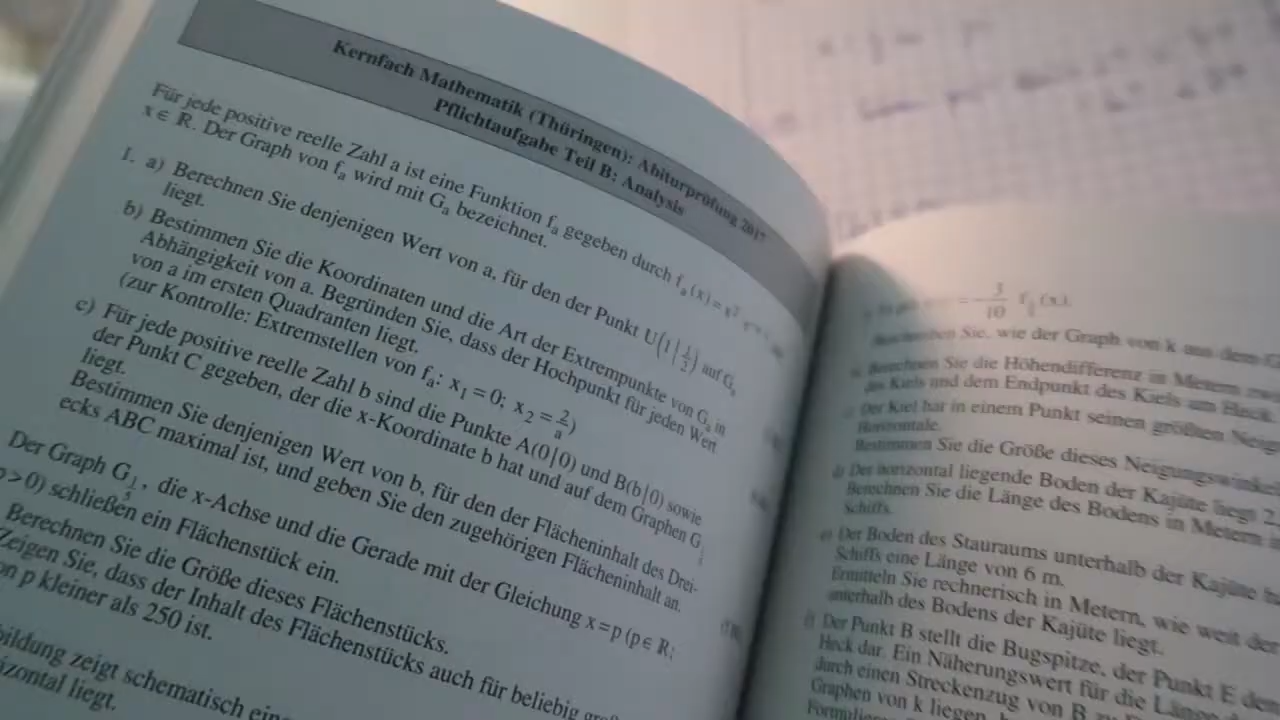 Kernfach Mathematik (Thüringen): Abiturprüfung 2017
Pflichtaufgabe Teil B: Analysis
Für jede positive reelle Zahl a ist eine Funktion fₐ gegeben durch fₐ(x) = x²
x ∈ R. Der Graph von fₐ wird mit Gₐ bezeichnet.
1. a) Berechnen Sie denjenigen Wert von a, für den der Punkt U(1|1/2) auf Gₐ
liegt.
b) Bestimmen Sie die Koordinaten und die Art der Extrempunkte von Gₐ in
Abhängigkeit von a. Begründen Sie, dass der Hochpunkt für jeden Wert
von a im ersten Quadranten liegt.
(zur Kontrolle: Extremstellen von fₐ: x₁ = 0; x₂ = 2/a)
c) Für jede positive reelle Zahl b sind die Punkte A(0|0) und B(b|0) sowie
der Punkt C gegeben, der die x-Koordinate b hat und auf dem Graphen G
liegt.
Bestimmen Sie denjenigen Wert von b, für den der Flächeninhalt des Drei-
ecks ABC maximal ist, und geben Sie den zugehörigen Flächeninhalt an.
Der Graph G, die x-Achse und die Gerade mit der Gleichung x = p (p ∈ R;
p > 0) schließen ein Flächenstück ein.
Berechnen Sie die Größe dieses Flächenstücks.
Zeigen Sie, dass der Inhalt des Flächenstücks auch für beliebig
on p kleiner als 250 ist.
bildung zeigt schematisch
izontal liegt.
3/10 f (x).
Sie, wie der Graph von k aus dem G
Berechnen Sie die Höhendifferenz in Metern
des Kiels und dem Endpunkt des Kiels am Heck.
Der Kiel hat in einem Punkt seinen größten
Horizontale.
Bestimmen Sie die Größe dieses Neigungswinkel
d) Der horizontal liegende Boden der Kajüte liegt 2,
Berechnen Sie die Länge des Bodens in Metern
Schiffs.
e) Der Boden des Stauraums unterhalb der Kajüte
Schiffs eine Länge von 6 m.
Ermitteln Sie rechnerisch in Metern, wie weit der
unterhalb des Bodens der Kajüte liegt.
f) Der Punkt B stellt die Bugspitze, der Punkt E den
Heck dar. Ein Näherungswert für die Länge
durch einen Streckenzug von B
Graphen von k liegen,